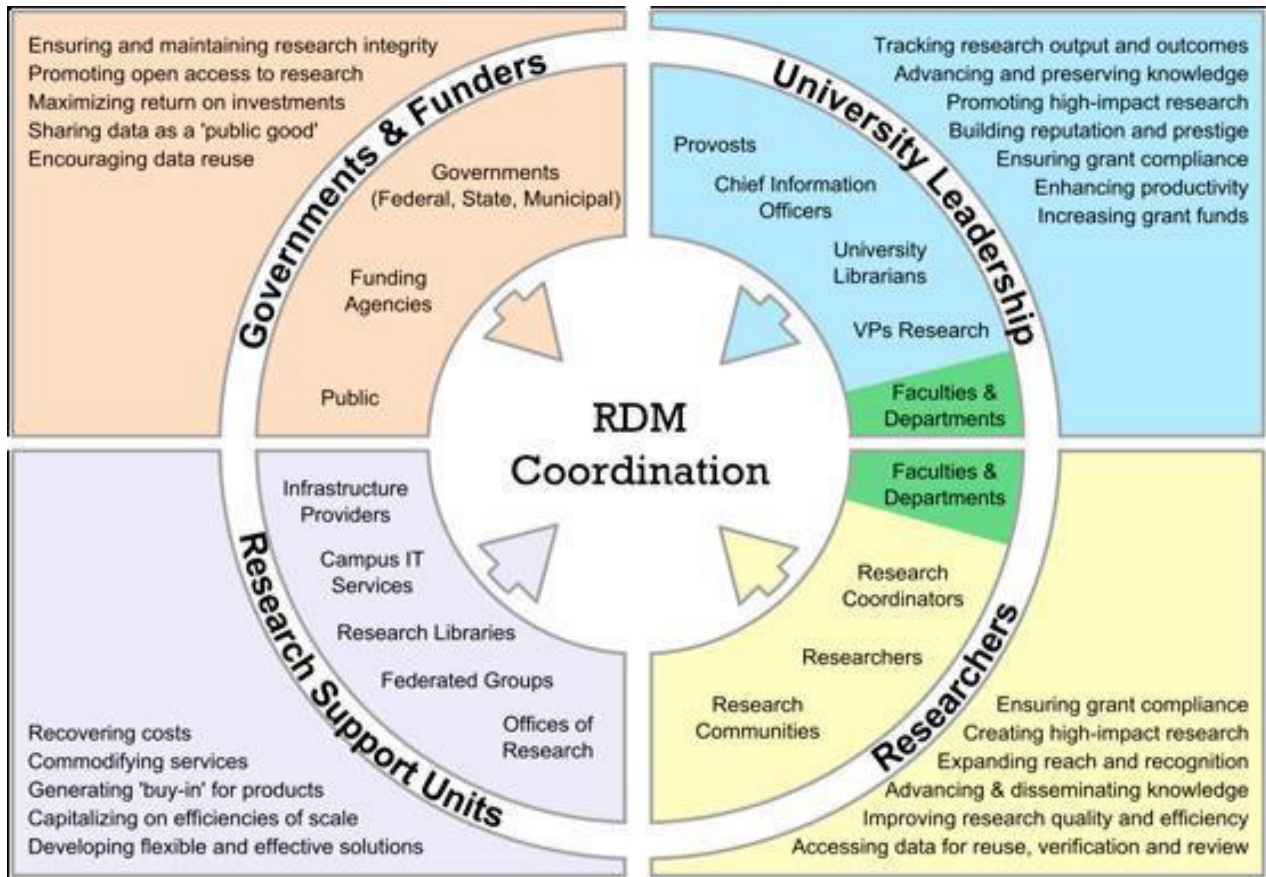 Ensuring and maintaining research integrity
Promoting open access to research
Maximizing return on investments
Sharing data as a 'public good'
Encouraging data reuse
Governments & Funders
Governments
(Federal, State, Municipal)
Funding
Agencies
Public
Tracking research output and outcomes
Advancing and preserving knowledge
Promoting high-impact research
Building reputation and prestige
Ensuring grant compliance
Enhancing productivity
Increasing grant funds
University Leadership
Provosts
Chief Information
Officers
University
Librarians
VPs Research
Faculties &
Departments
RDM
Coordination
Infrastructure
Providers
Campus IT
Services
Research Libraries
Federated Groups
Offices of
Research
Research Support Units
Recovering costs
Commodifying services
Generating 'buy-in' for products
Capitalizing on efficiencies of scale
Developing flexible and effective solutions
Faculties &
Departments
Research
Coordinators
Researchers
Research
Communities
Researchers
Ensuring grant compliance
Creating high-impact research
Expanding reach and recognition
Advancing & disseminating knowledge
Improving research quality and efficiency
Accessing data for reuse, verification and review